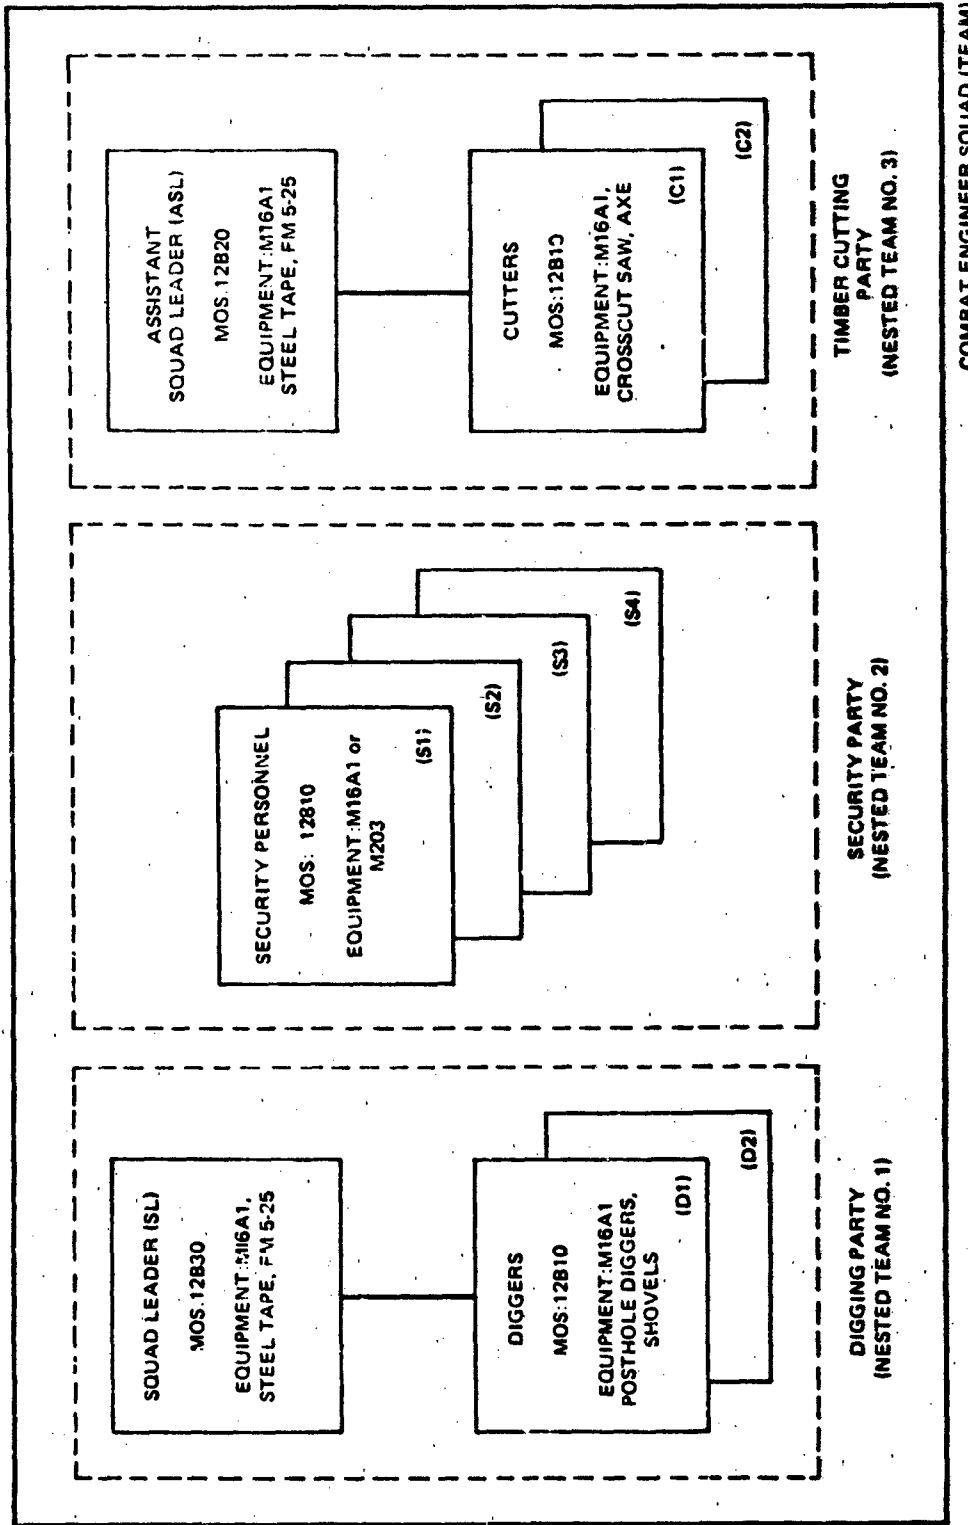 SQUAD LEADER (SL)
MOS.12B30
EQUIPMENT:M16A1,
STEEL TAPE, FM 5-25
DIGGERS
MOS:12B10
EQUIPMENT:M16A1
POSTHOLE DIGGERS,
SHOVELS
(D1)
(D2)
DIGGING PARTY
(NESTED TEAM NO. 1)
SECURITY PERSONNEL
MOS: 12B10
EQUIPMENT:M16A1 or
M203
(S1)
(S2)
(S3)
(S4)
SECURITY PARTY
(NESTED TEAM NO. 2)
ASSISTANT
SQUAD LEADER (ASL)
MOS.12B20
EQUIPMENT:M16A1
STEEL TAPE, FM 5-25
CUTTERS
MOS:12B10
EQUIPMENT:M16A1,
CROSSCUT SAW, AXE
(C1)
(C2)
TIMBER CUTTING
PARTY
(NESTED TEAM NO. 3)
COMBAT ENGINEER SQUAD (TEAM)